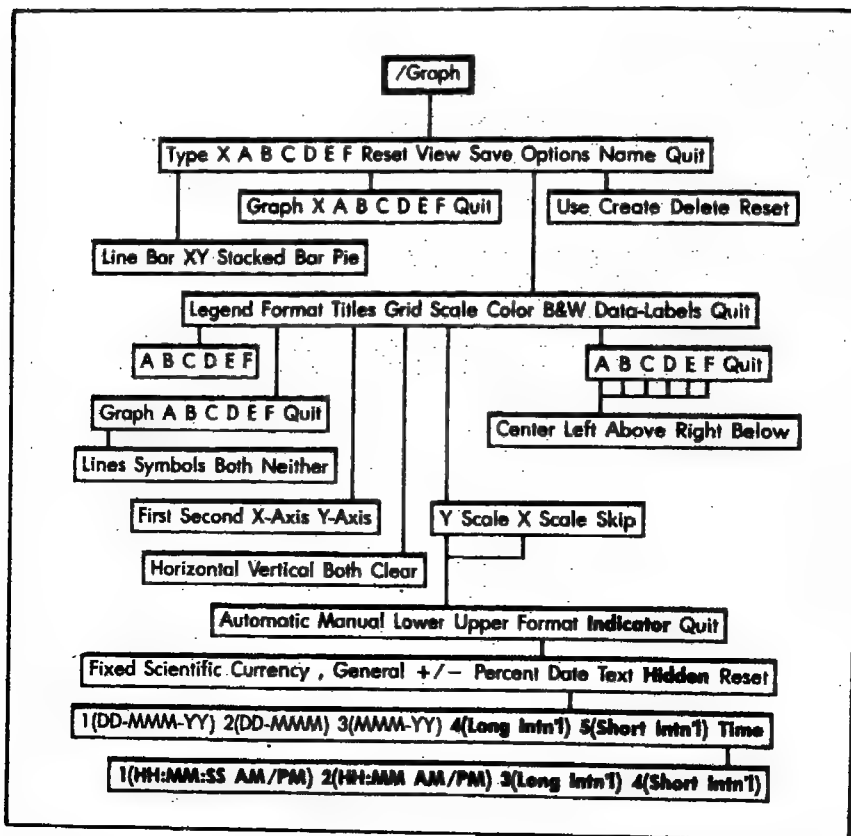 /Graph
Type X A B C D E F Reset View Save Options Name Quit
Graph X A B C D E F Quit
Use Create Delete Reset
Line Bar XY Stacked Bar Pie
Legend Format Titles Grid Scale Color B&W Data-Labels Quit
A B C D E F
A B C D E F Quit
Graph A B C D E F Quit
Center Left Above Right Below
Lines Symbols Both Neither
First Second X-Axis Y-Axis
Y Scale X Scale Skip
Horizontal Vertical Both Clear
Automatic Manual Lower Upper Format Indicator Quit
Fixed Scientific Currency , General +/− Percent Date Text Hidden Reset
1(DD-MMM-YY) 2(DD-MMM) 3(MMM-YY) 4(Long Intn'l) 5(Short Intn'l) Time
1(HH:MM:SS AM/PM) 2(HH:MM AM/PM) 3(Long Intn'l) 4(Short Intn'l)